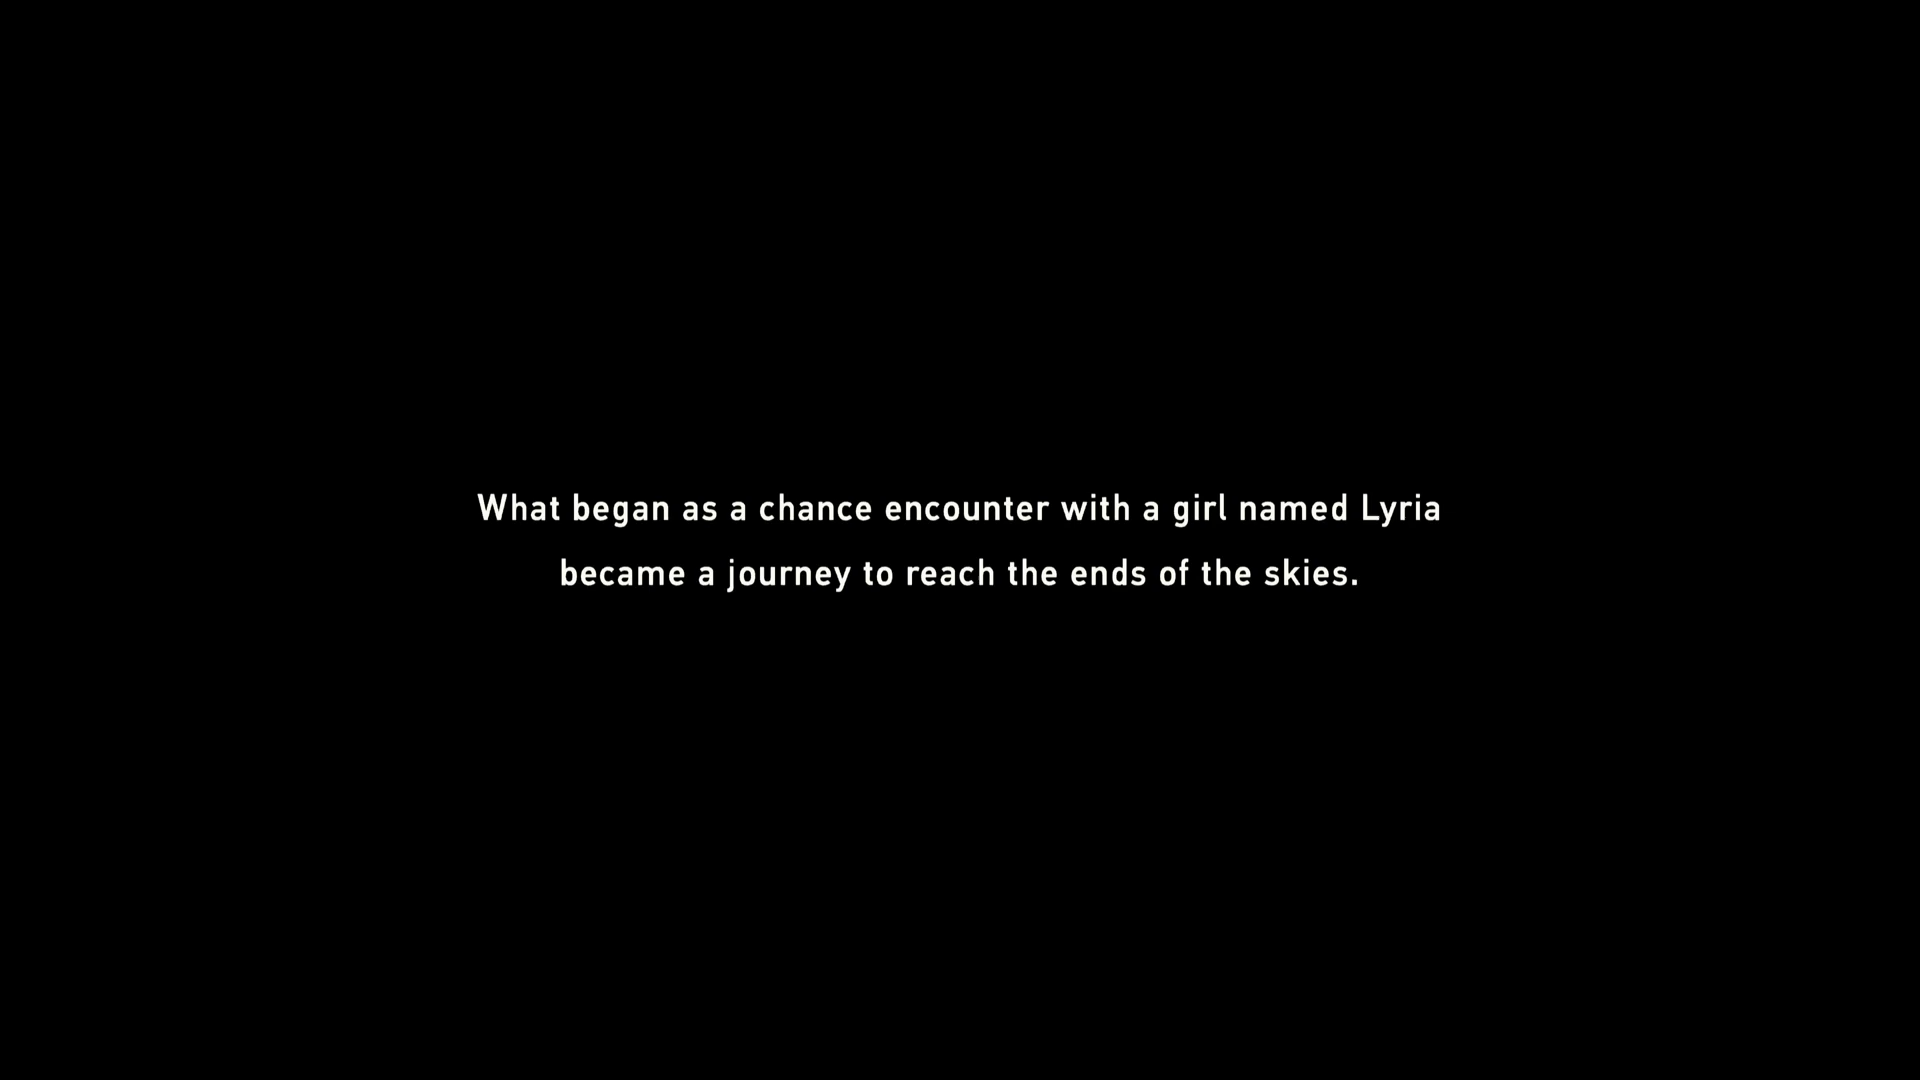 What began as a chance encounter with a girl named Lyria
became a journey to reach the ends of the skies.